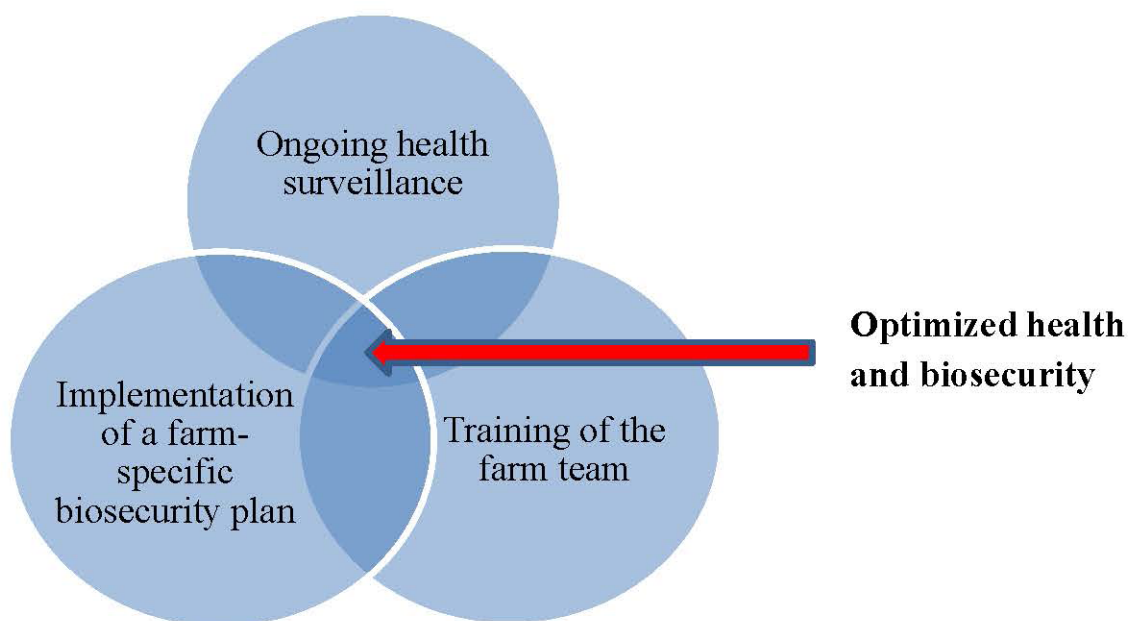 Ongoing health
surveillance
Implementation
of a farm-
specific
biosecurity plan
Training of the
farm team
Optimized health
and biosecurity